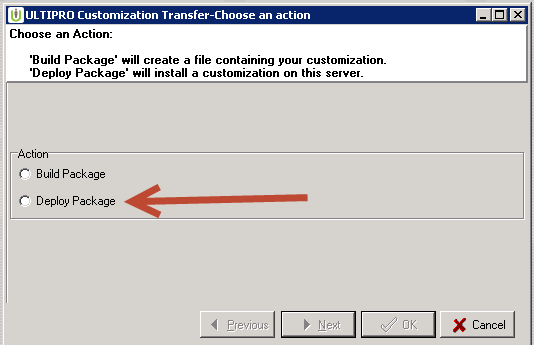 ULTIPRO Customization Transfer-Choose an action
Choose an Action:
'Build Package' will create a file containing your customization.
'Deploy Package' will install a customization on this server.
Action
Build Package
Deploy Package
Previous
Next
OK
Cancel